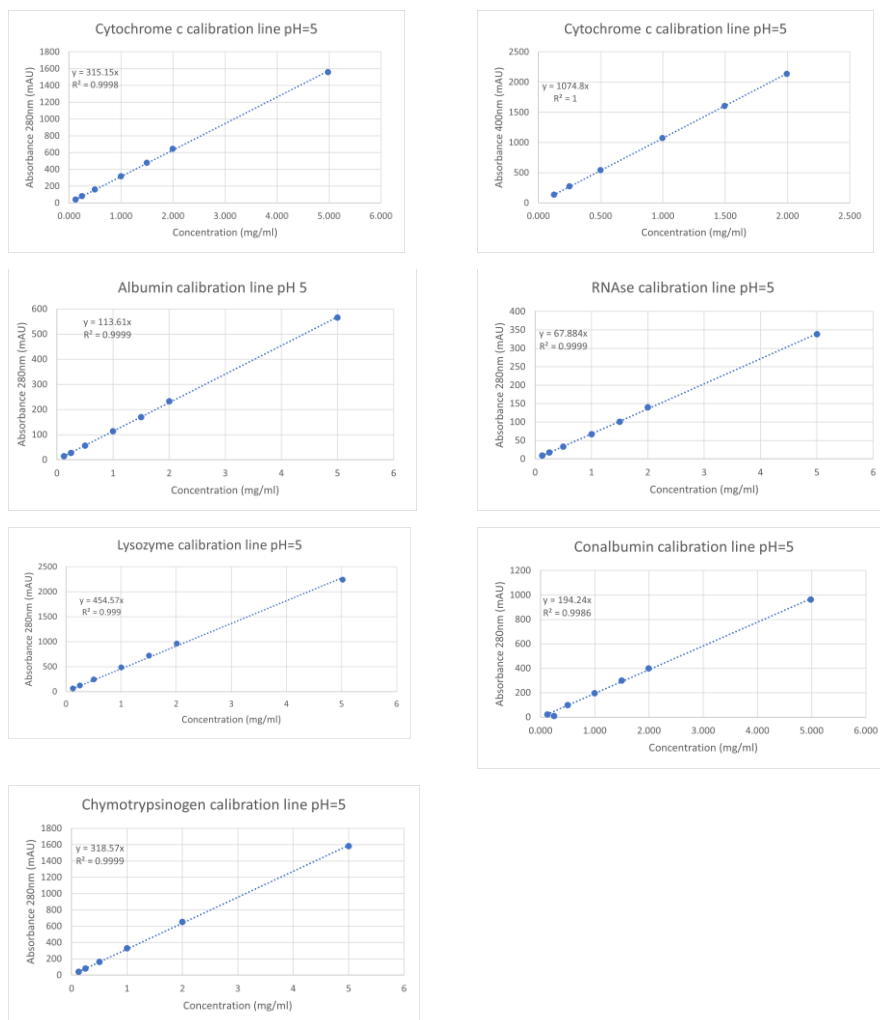 Cytochrome c calibration line pH=5
y = 315.15x
R² = 0.9998
Absorbance 280nm (mAU)
1800
1600
1400
1200
1000
800
600
400
200
0
0.000 1.000 2.000 3.000 4.000 5.000 6.000
Concentration (mg/ml)
Cytochrome c calibration line pH=5
y = 1074.8x
R² = 1
Absorbance 400nm (mAU)
2500
2000
1500
1000
500
0
0.000 0.500 1.000 1.500 2.000 2.500
Concentration (mg/ml)
Albumin calibration line pH 5
y = 113.61x
R² = 0.9999
Absorbance 280nm (mAU)
600
500
400
300
200
100
0
0 1 2 3 4 5 6
Concentration (mg/ml)
RNAse calibration line pH=5
y = 67.884x
R² = 0.9999
Absorbance 280nm (mAU)
400
350
300
250
200
150
100
50
0
0 1 2 3 4 5 6
Concentration (mg/ml)
Lysozyme calibration line pH=5
y = 454.57x
R² = 0.999
Absorbance 280nm (mAU)
2500
2000
1500
1000
500
0
0 1 2 3 4 5 6
Concentration (mg/ml)
Conalbumin calibration line pH=5
y = 194.24x
R² = 0.9986
Absorbance 280nm (mAU)
1200
1000
800
600
400
200
0
0.000 1.000 2.000 3.000 4.000 5.000 6.000
Concentration (mg/ml)
Chymotrypsinogen calibration line pH=5
y = 318.57x
R² = 0.9999
Absorbance 280nm (mAU)
1800
1600
1400
1200
1000
800
600
400
200
0
0 1 2 3 4 5 6
Concentration (mg/ml)